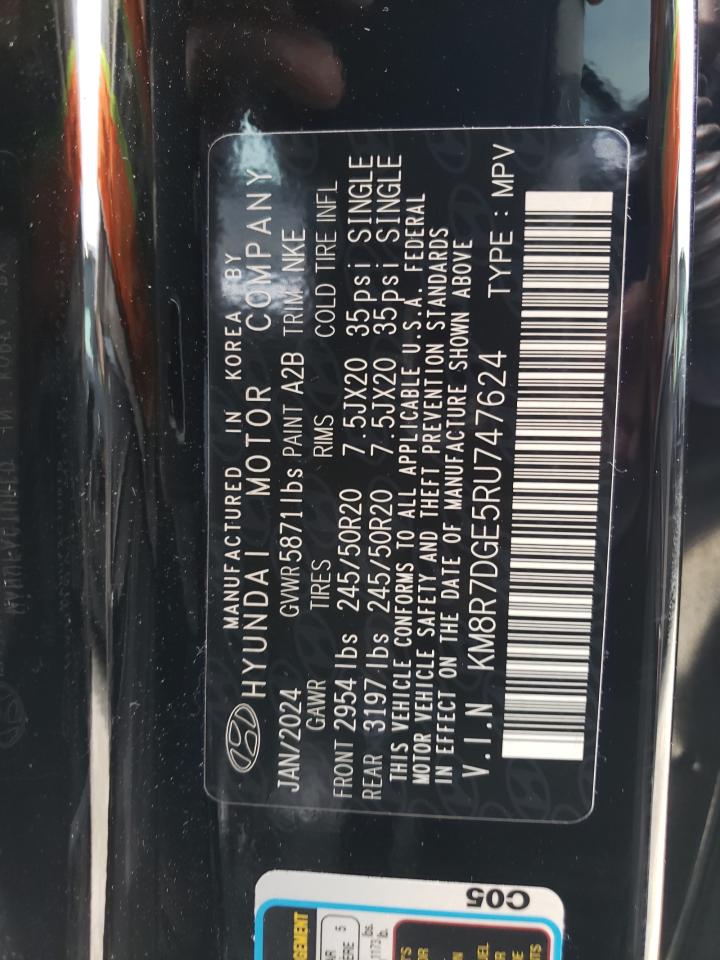 MANUFACTURED IN KOREA BY
HYUNDAI MOTOR COMPANY
JAN/2024 GVWR 5871lbs PAINT A2B TRIM NKE
GAWR TIRES RIMS COLD TIRE INFL
FRONT 2954 lbs 245/50R20 7.5JX20 35psi SINGLE
REAR 3197 lbs 245/50R20 7.5JX20 35psi SINGLE
THIS VEHICLE CONFORMS TO ALL APPLICABLE U.S.A. FEDERAL
MOTOR VEHICLE SAFETY AND THEFT PREVENTION STANDARDS
IN EFFECT ON THE DATE OF MANUFACTURE SHOWN ABOVE
V.I.N KM8R7DGE5RU747624 TYPE : MPV
C05
5
1173 lbs.